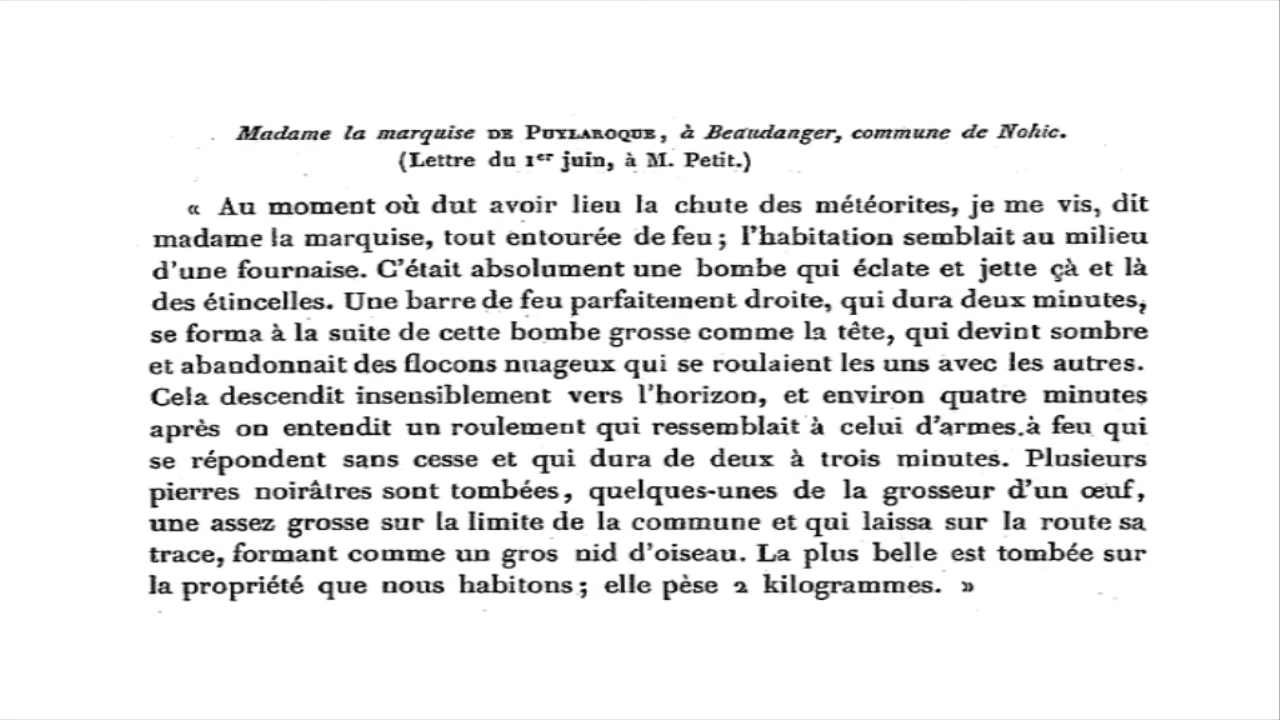 Madame la marquise DE PUYLAROQUE, à Beaudanger, commune de Nohic.
(Lettre du 1er juin, à M. Petit.)
« Au moment où dut avoir lieu la chute des météorites, je me vis, dit
madame la marquise, tout entourée de feu ; l'habitation semblait au milieu
d'une fournaise. C'était absolument une bombe qui éclate et jette çà et là
des étincelles. Une barre de feu parfaitement droite, qui dura deux minutes,
se forma à la suite de cette bombe grosse comme la tête, qui devint sombre
et abandonnait des flocons nuageux qui se roulaient les uns avec les autres.
Cela descendit insensiblement vers l'horizon, et environ quatre minutes
après on entendit un roulement qui ressemblait à celui d'armes à feu qui
se répondent sans cesse et qui dura de deux à trois minutes. Plusieurs
pierres noirâtres sont tombées, quelques-unes de la grosseur d'un œuf,
une assez grosse sur la limite de la commune et qui laissa sur la route sa
trace, formant comme un gros nid d'oiseau. La plus belle est tombée sur
la propriété que nous habitons ; elle pèse 2 kilogrammes. »